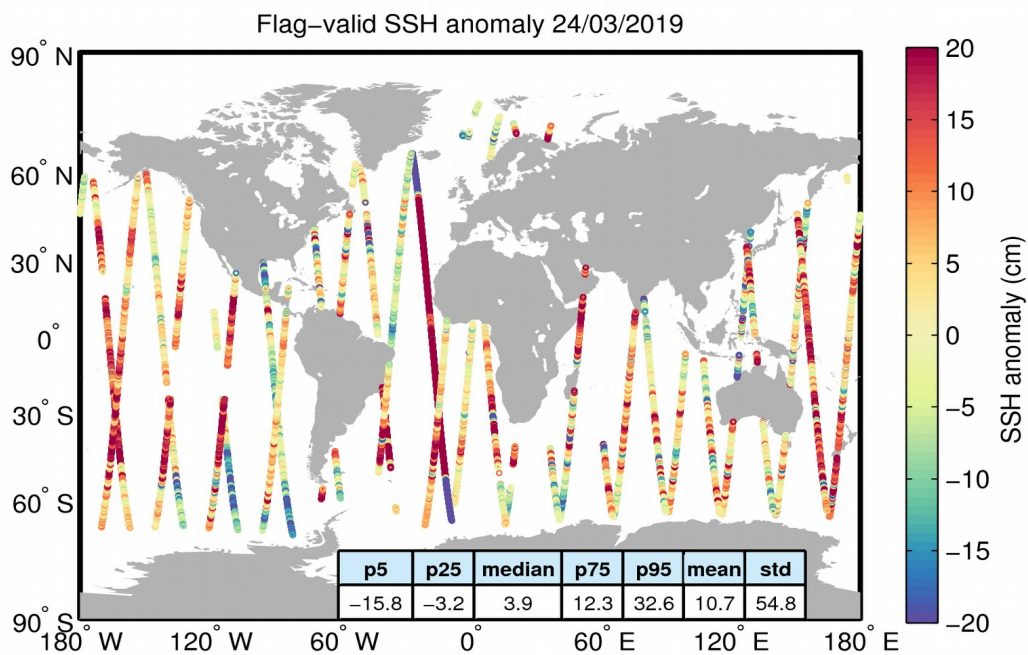 Flag−valid SSH anomaly 24/03/2019
90° N
60° N
30° N
0°
30° S
60° S
90° S
180° W
120° W
60° W
0°
60° E
120° E
180° E
p5 p25 median p75 p95 mean std
−15.8 −3.2 3.9 12.3 32.6 10.7 54.8
20
15
10
5
0
−5
−10
−15
−20
SSH anomaly (cm)